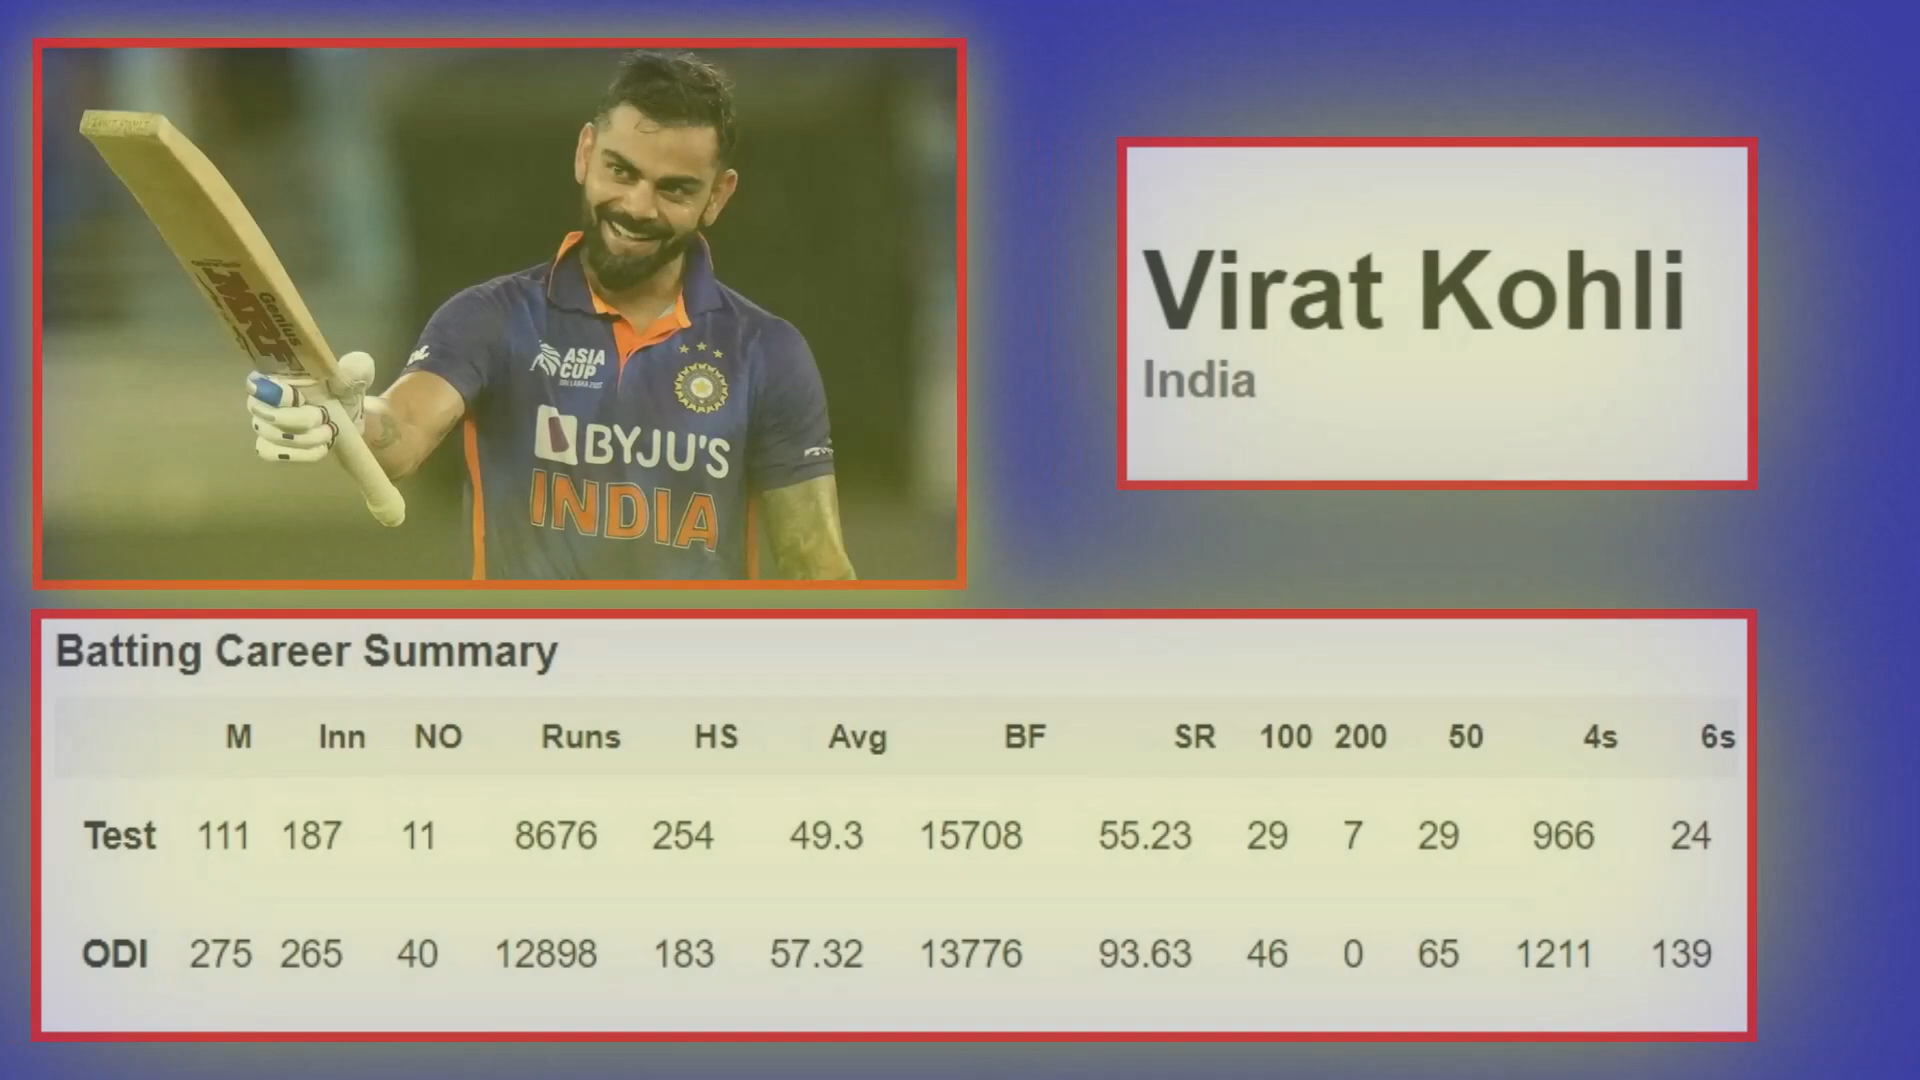 Genius
MRF
ASIA
CUP
BYJU'S
INDIA
Virat Kohli
India
Batting Career Summary
M Inn NO Runs HS Avg BF SR 100 200 50 4s 6s
Test 111 187 11 8676 254 49.3 15708 55.23 29 7 29 966 24
ODI 275 265 40 12898 183 57.32 13776 93.63 46 0 65 1211 139